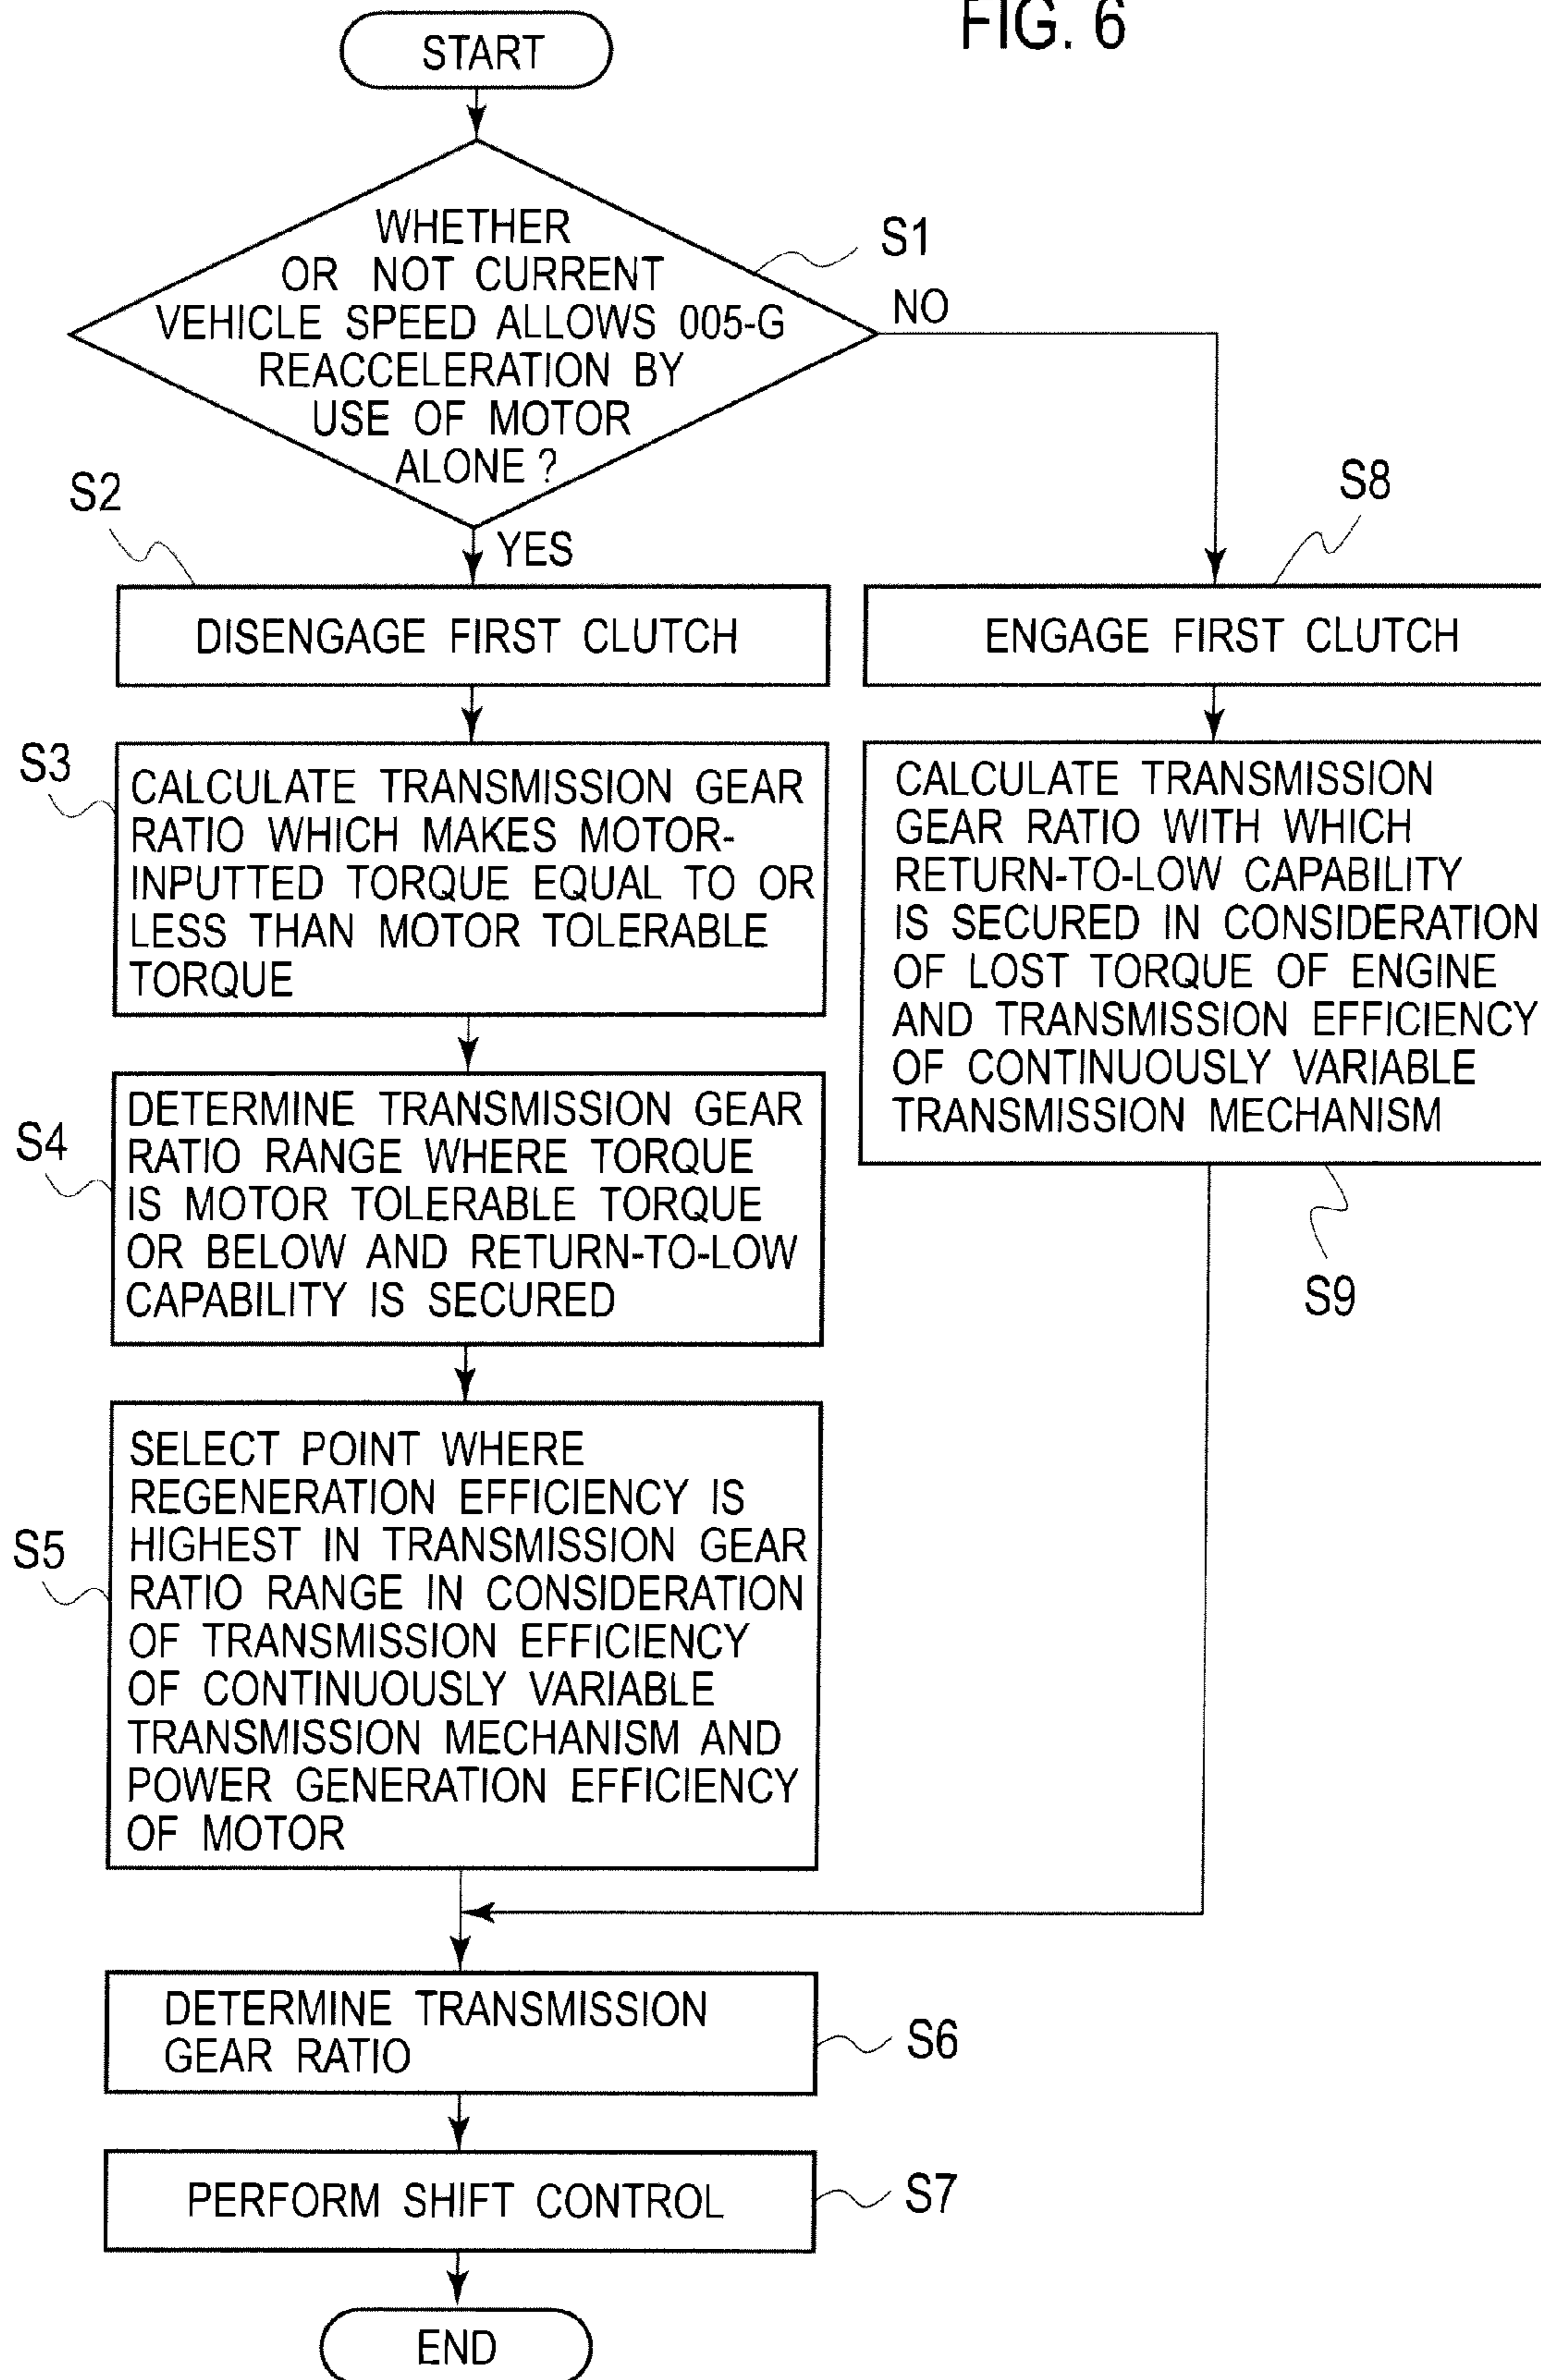 FIG. 6
START
WHETHER
OR NOT CURRENT
VEHICLE SPEED ALLOWS 005-G
REACCELERATION BY
USE OF MOTOR
ALONE ?
S1
NO
YES
S2
DISENGAGE FIRST CLUTCH
S8
ENGAGE FIRST CLUTCH
S3
CALCULATE TRANSMISSION GEAR
RATIO WHICH MAKES MOTOR-
INPUTTED TORQUE EQUAL TO OR
LESS THAN MOTOR TOLERABLE
TORQUE
CALCULATE TRANSMISSION
GEAR RATIO WITH WHICH
RETURN-TO-LOW CAPABILITY
IS SECURED IN CONSIDERATION
OF LOST TORQUE OF ENGINE
AND TRANSMISSION EFFICIENCY
OF CONTINUOUSLY VARIABLE
TRANSMISSION MECHANISM
S9
S4
DETERMINE TRANSMISSION GEAR
RATIO RANGE WHERE TORQUE
IS MOTOR TOLERABLE TORQUE
OR BELOW AND RETURN-TO-LOW
CAPABILITY IS SECURED
S5
SELECT POINT WHERE
REGENERATION EFFICIENCY IS
HIGHEST IN TRANSMISSION GEAR
RATIO RANGE IN CONSIDERATION
OF TRANSMISSION EFFICIENCY
OF CONTINUOUSLY VARIABLE
TRANSMISSION MECHANISM AND
POWER GENERATION EFFICIENCY
OF MOTOR
DETERMINE TRANSMISSION
GEAR RATIO
S6
PERFORM SHIFT CONTROL
S7
END